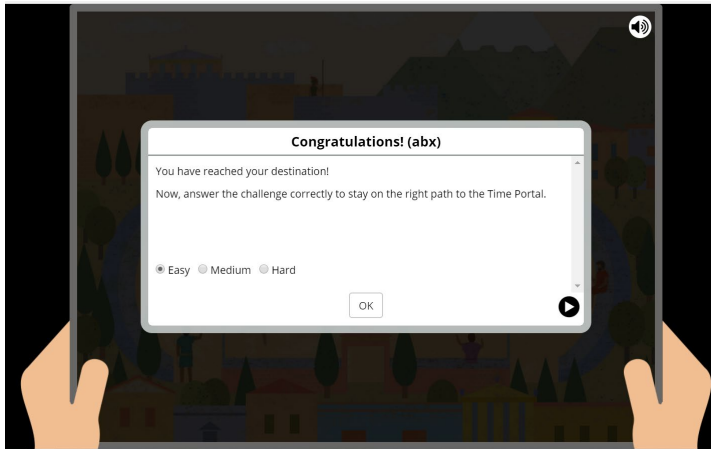 Congratulations! (abx)
You have reached your destination!
Now, answer the challenge correctly to stay on the right path to the Time Portal.
Easy Medium Hard
OK